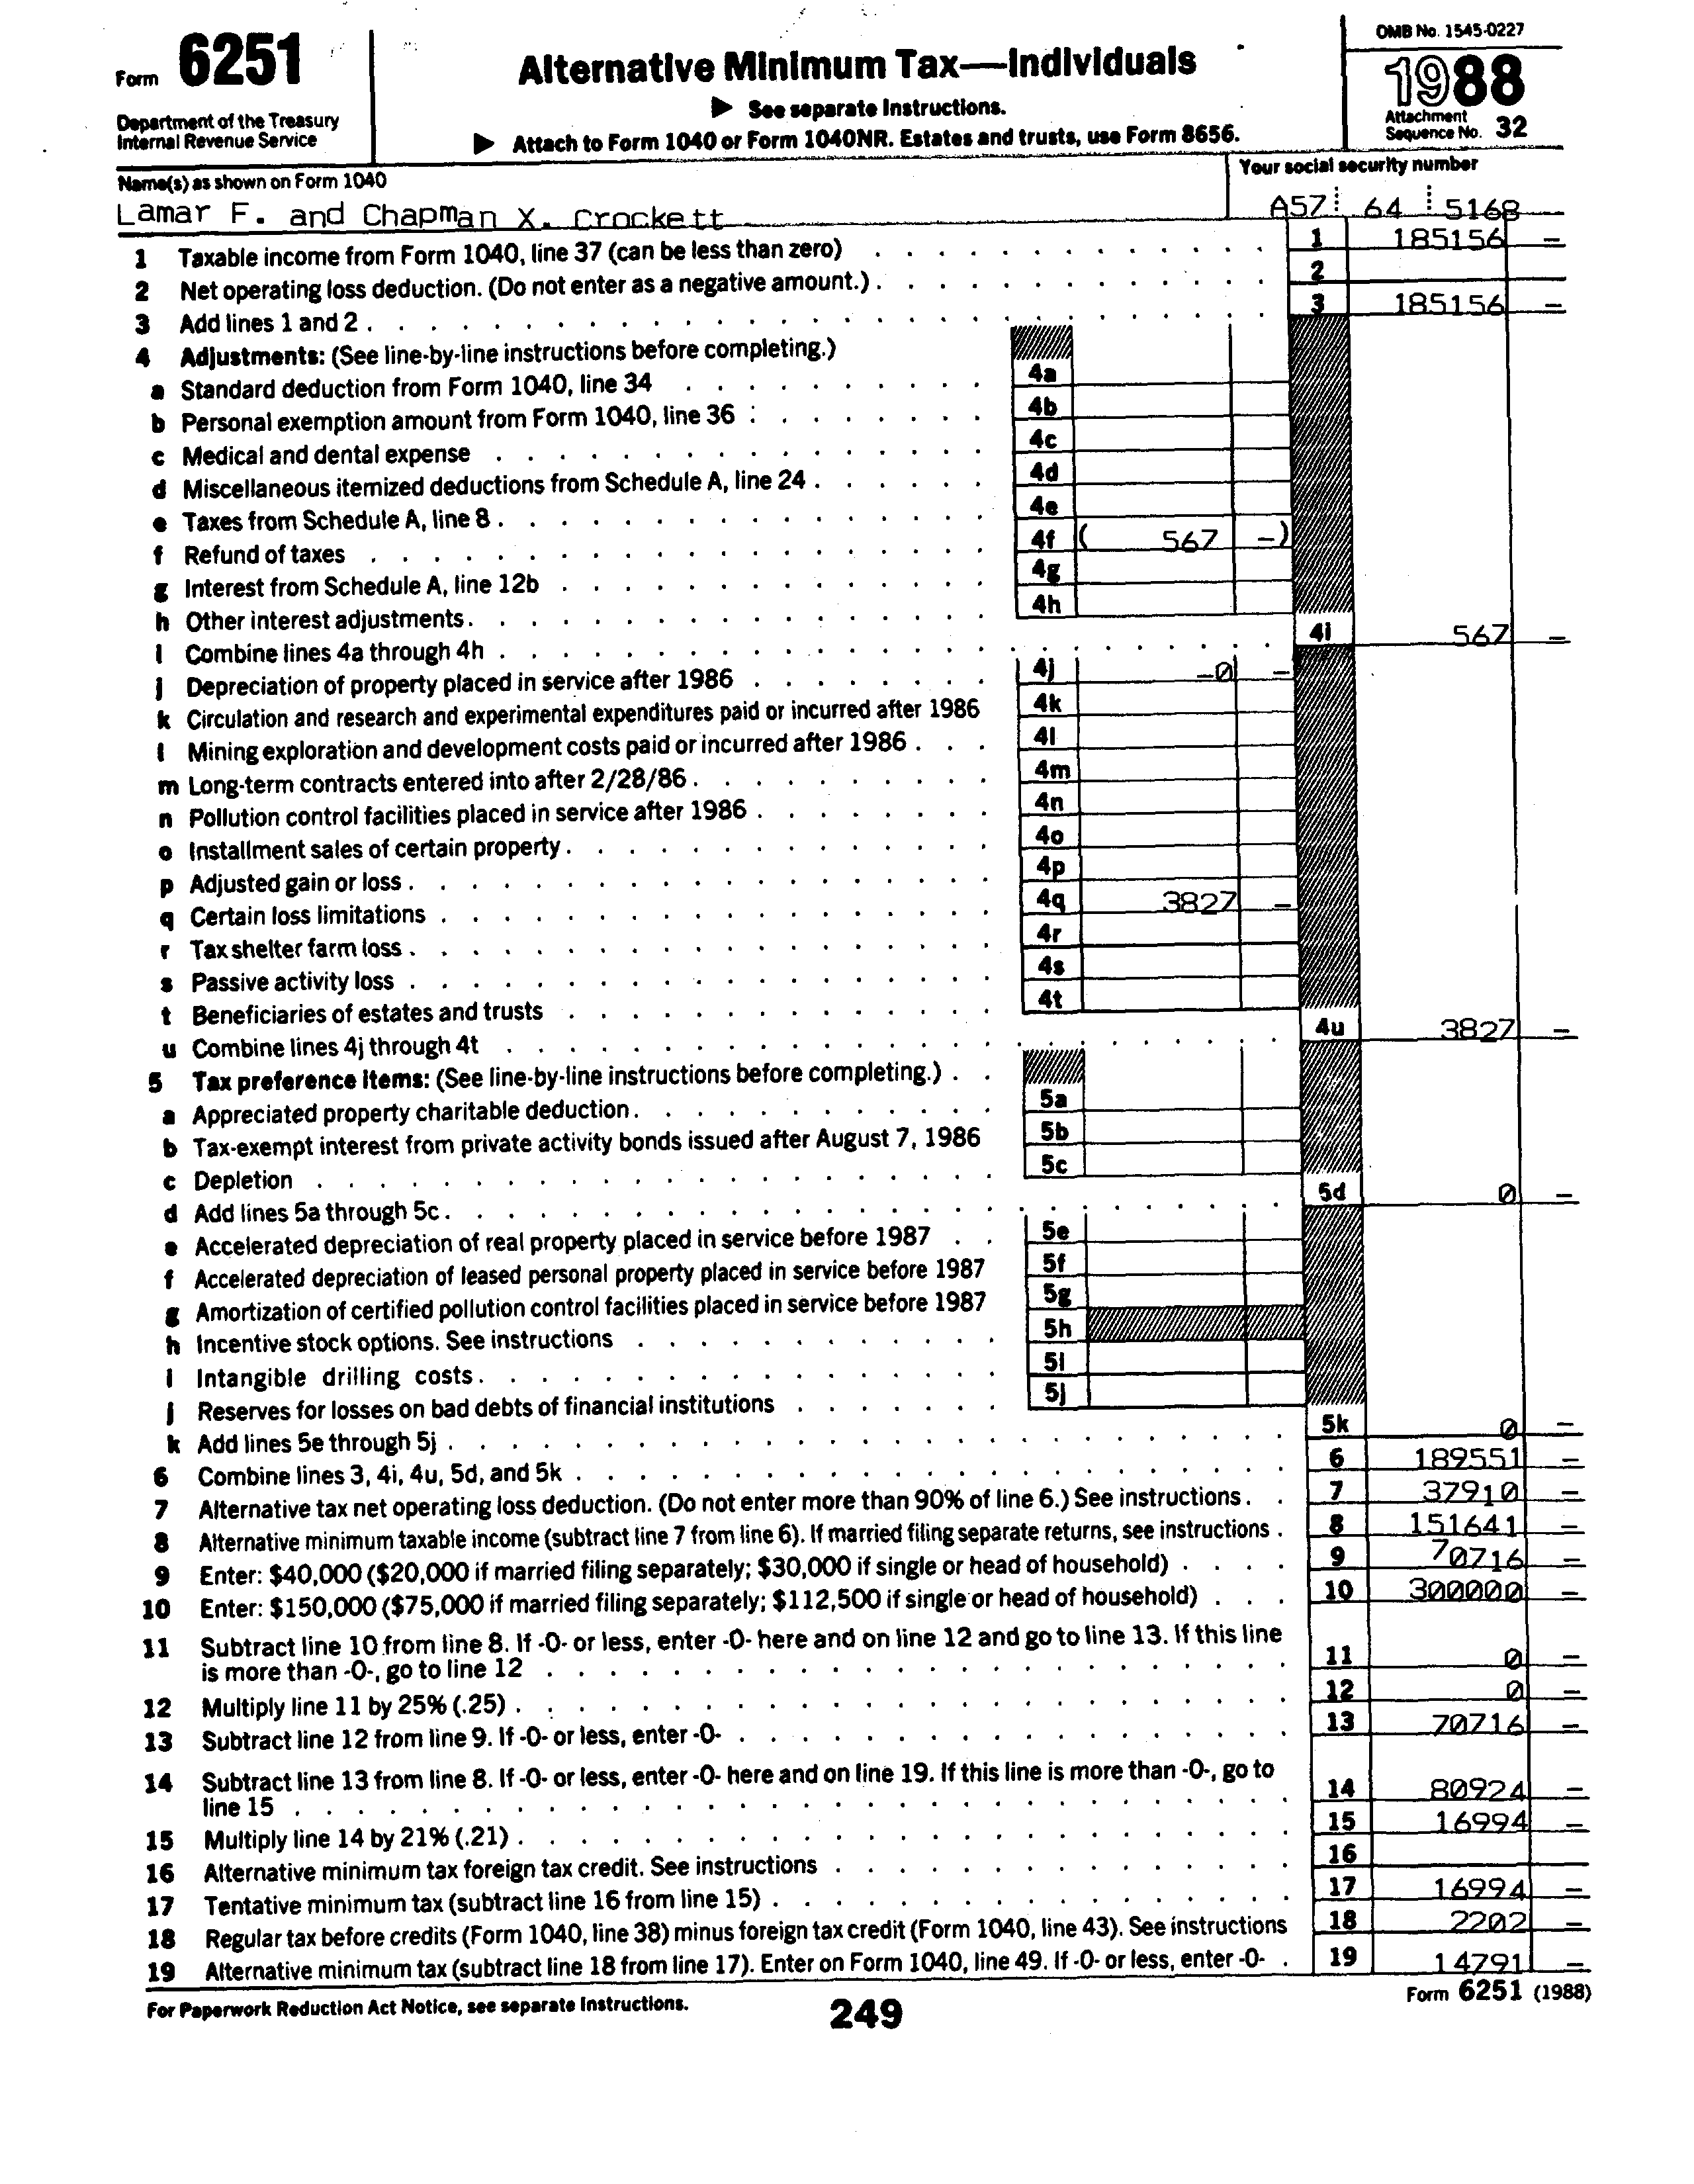 Form 6251
Department of the Treasury
Internal Revenue Service
Alternative Minimum Tax—Individuals
▶ See separate Instructions.
▶ Attach to Form 1040 or Form 1040NR. Estates and trusts, use Form 8656.
OMB No. 1545-0227
1988
Attachment
Sequence No. 32
Name(s) as shown on Form 1040
Your social security number
Lamar F. and Chapman X. Crockett A57 64 5168
1 Taxable income from Form 1040, line 37 (can be less than zero) 1 185156 —
2 Net operating loss deduction. (Do not enter as a negative amount.) 2
3 Add lines 1 and 2 3 185156 —
4 Adjustments: (See line-by-line instructions before completing.)
a Standard deduction from Form 1040, line 34 4a
b Personal exemption amount from Form 1040, line 36 4b
c Medical and dental expense 4c
d Miscellaneous itemized deductions from Schedule A, line 24 4d
e Taxes from Schedule A, line 8 4e
f Refund of taxes 4f ( 567 —)
g Interest from Schedule A, line 12b 4g
h Other interest adjustments 4h
i Combine lines 4a through 4h 4i 567 —
j Depreciation of property placed in service after 1986 4j —0 —
k Circulation and research and experimental expenditures paid or incurred after 1986 4k
l Mining exploration and development costs paid or incurred after 1986 4l
m Long-term contracts entered into after 2/28/86 4m
n Pollution control facilities placed in service after 1986 4n
o Installment sales of certain property 4o
p Adjusted gain or loss 4p
q Certain loss limitations 4q 3827 —
r Tax shelter farm loss 4r
s Passive activity loss 4s
t Beneficiaries of estates and trusts 4t
u Combine lines 4j through 4t 4u 3827 —
5 Tax preference items: (See line-by-line instructions before completing.)
a Appreciated property charitable deduction 5a
b Tax-exempt interest from private activity bonds issued after August 7, 1986 5b
c Depletion 5c
d Add lines 5a through 5c 5d 0 —
e Accelerated depreciation of real property placed in service before 1987 5e
f Accelerated depreciation of leased personal property placed in service before 1987 5f
g Amortization of certified pollution control facilities placed in service before 1987 5g
h Incentive stock options. See instructions 5h
i Intangible drilling costs 5i
j Reserves for losses on bad debts of financial institutions 5j
k Add lines 5e through 5j 5k 0 —
6 Combine lines 3, 4i, 4u, 5d, and 5k 6 189551 —
7 Alternative tax net operating loss deduction. (Do not enter more than 90% of line 6.) See instructions 7 37910 —
8 Alternative minimum taxable income (subtract line 7 from line 6). If married filing separate returns, see instructions 8 151641 —
9 Enter: $40,000 ($20,000 if married filing separately; $30,000 if single or head of household) 9 70716 —
10 Enter: $150,000 ($75,000 if married filing separately; $112,500 if single or head of household) 10 300000 —
11 Subtract line 10 from line 8. If -0- or less, enter -0- here and on line 12 and go to line 13. If this line
is more than -0-, go to line 12 11 0 —
12 Multiply line 11 by 25% (.25) 12 0 —
13 Subtract line 12 from line 9. If -0- or less, enter -0- 13 70716 —
14 Subtract line 13 from line 8. If -0- or less, enter -0- here and on line 19. If this line is more than -0-, go to
line 15 14 80924 —
15 Multiply line 14 by 21% (.21) 15 16994 —
16 Alternative minimum tax foreign tax credit. See instructions 16
17 Tentative minimum tax (subtract line 16 from line 15) 17 16994 —
18 Regular tax before credits (Form 1040, line 38) minus foreign tax credit (Form 1040, line 43). See instructions 18 2202 —
19 Alternative minimum tax (subtract line 18 from line 17). Enter on Form 1040, line 49. If -0- or less, enter -0- 19 14791 —
For Paperwork Reduction Act Notice, see separate Instructions. 249 Form 6251 (1988)